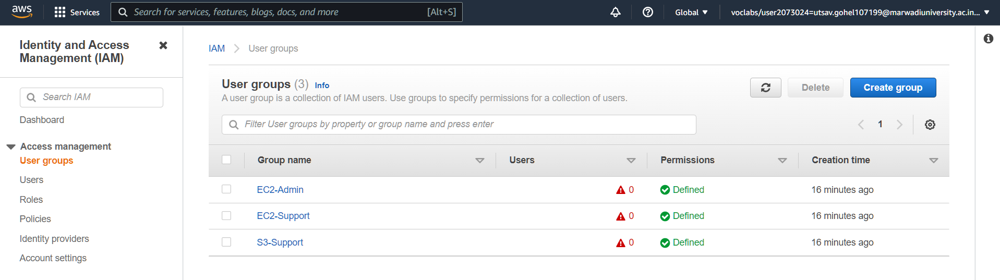 aws
Services
Search for services, features, blogs, docs, and more
[Alt+S]
Global
voclabs/user2073024=utsav.gohel107199@marwadiuniversity.ac.in...
Identity and Access
Management (IAM)
Search IAM
Dashboard
Access management
User groups
Users
Roles
Policies
Identity providers
Account settings
IAM > User groups
User groups (3) Info
A user group is a collection of IAM users. Use groups to specify permissions for a collection of users.
Delete
Create group
Filter User groups by property or group name and press enter
1
Group name Users Permissions Creation time
EC2-Admin 0 Defined 16 minutes ago
EC2-Support 0 Defined 16 minutes ago
S3-Support 0 Defined 16 minutes ago